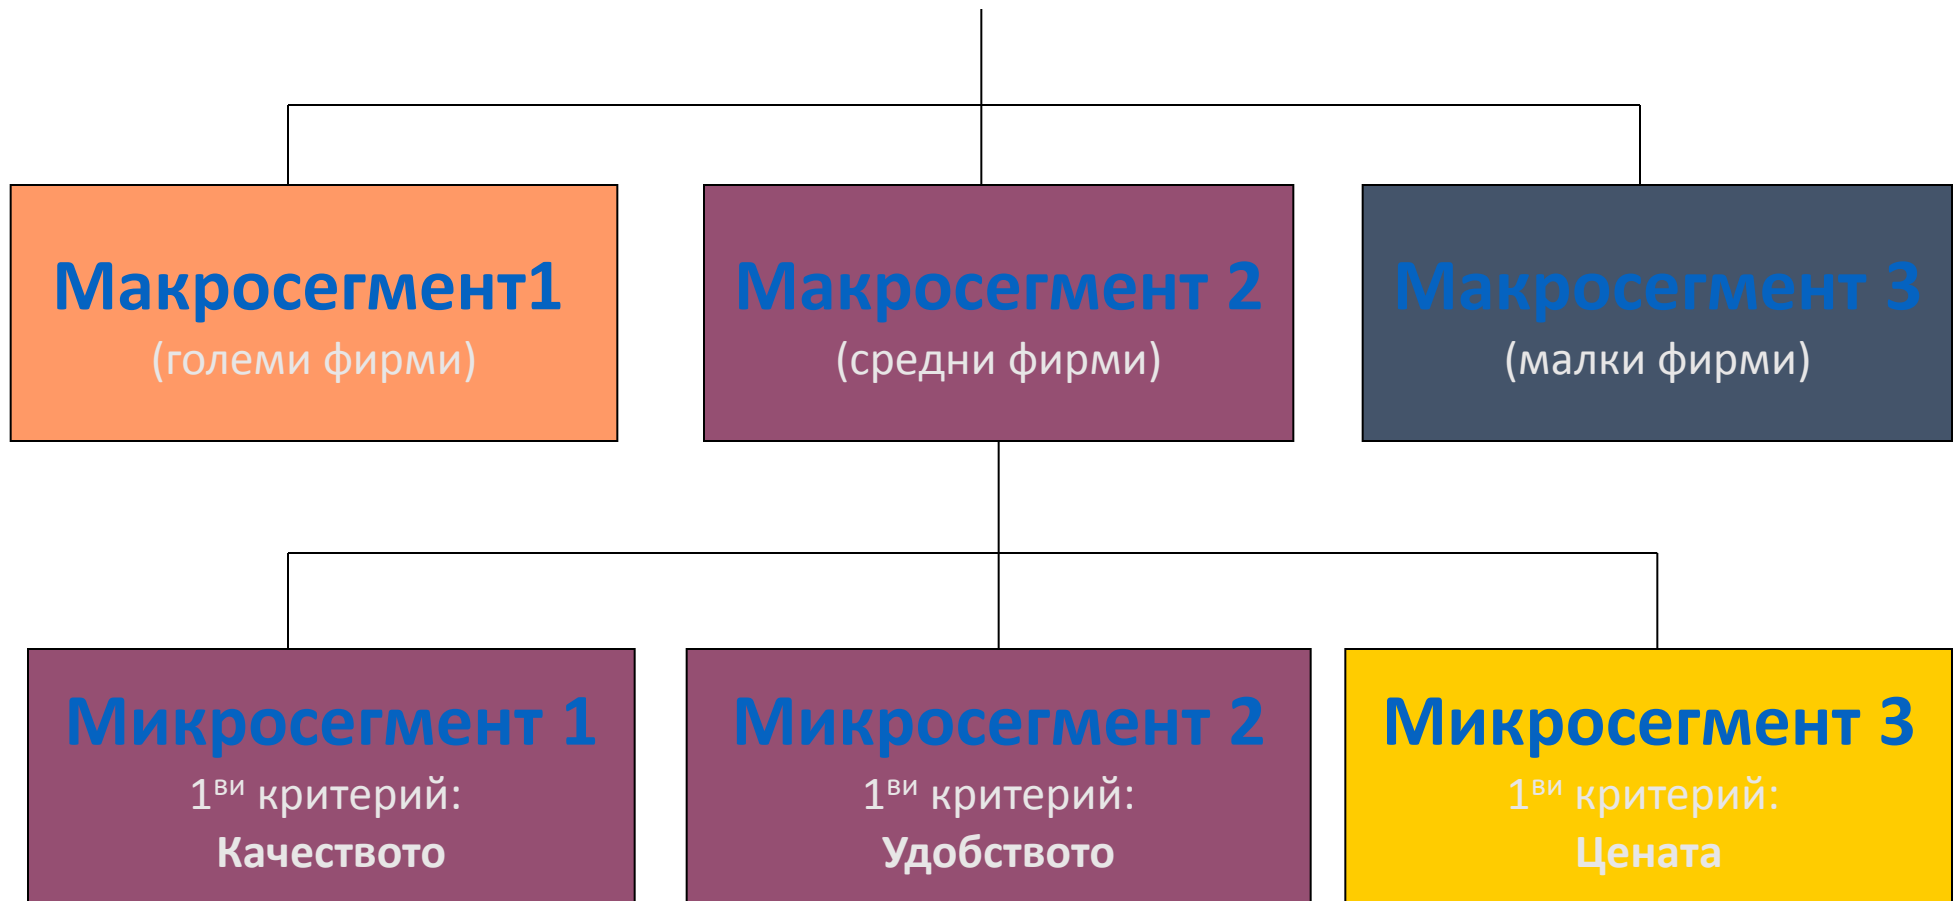 Макросегмент1
(големи фирми)
Макросегмент 2
(средни фирми)
Макросегмент 3
(малки фирми)
Микросегмент 1
1ви критерий:
Качеството
Микросегмент 2
1ви критерий:
Удобството
Микросегмент 3
1ви критерий:
Цената